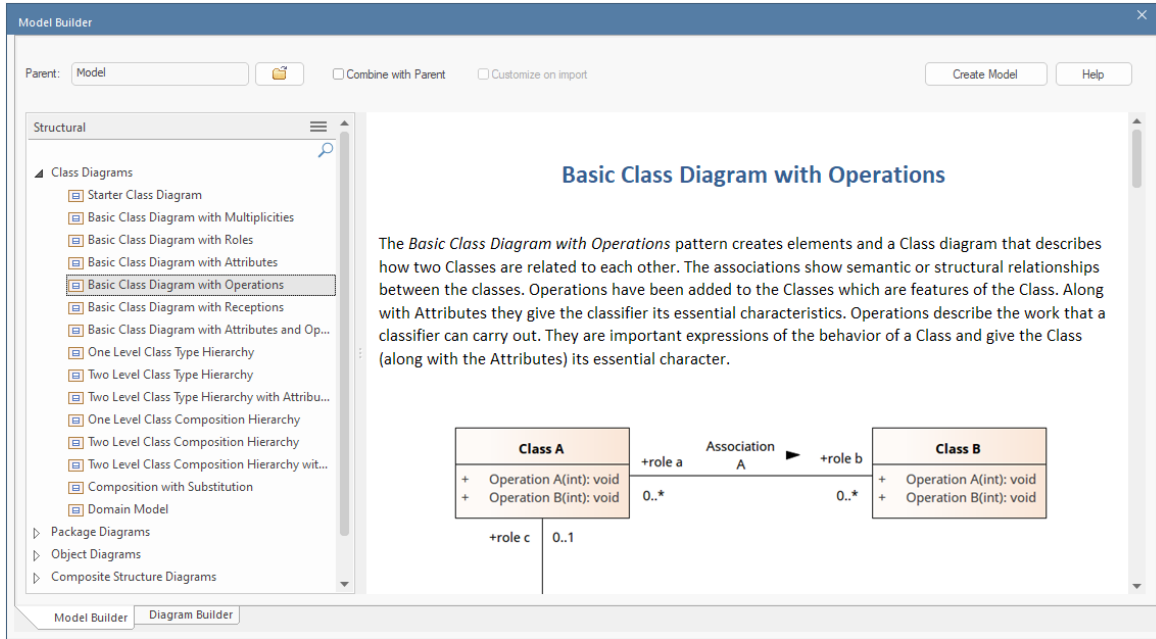 Model Builder
Parent: Model Combine with Parent Customize on import Create Model Help
Structural
Class Diagrams
Starter Class Diagram
Basic Class Diagram with Multiplicities
Basic Class Diagram with Roles
Basic Class Diagram with Attributes
Basic Class Diagram with Operations
Basic Class Diagram with Receptions
Basic Class Diagram with Attributes and Op...
One Level Class Type Hierarchy
Two Level Class Type Hierarchy
Two Level Class Type Hierarchy with Attribu...
One Level Class Composition Hierarchy
Two Level Class Composition Hierarchy
Two Level Class Composition Hierarchy wit...
Composition with Substitution
Domain Model
Package Diagrams
Object Diagrams
Composite Structure Diagrams
Basic Class Diagram with Operations
The Basic Class Diagram with Operations pattern creates elements and a Class diagram that describes
how two Classes are related to each other. The associations show semantic or structural relationships
between the classes. Operations have been added to the Classes which are features of the Class. Along
with Attributes they give the classifier its essential characteristics. Operations describe the work that a
classifier can carry out. They are important expressions of the behavior of a Class and give the Class
(along with the Attributes) its essential character.
Class A
+ Operation A(int): void
+ Operation B(int): void
+role a
0..*
Association
A
+role b
0..*
Class B
+ Operation A(int): void
+ Operation B(int): void
+role c 0..1
Model Builder Diagram Builder